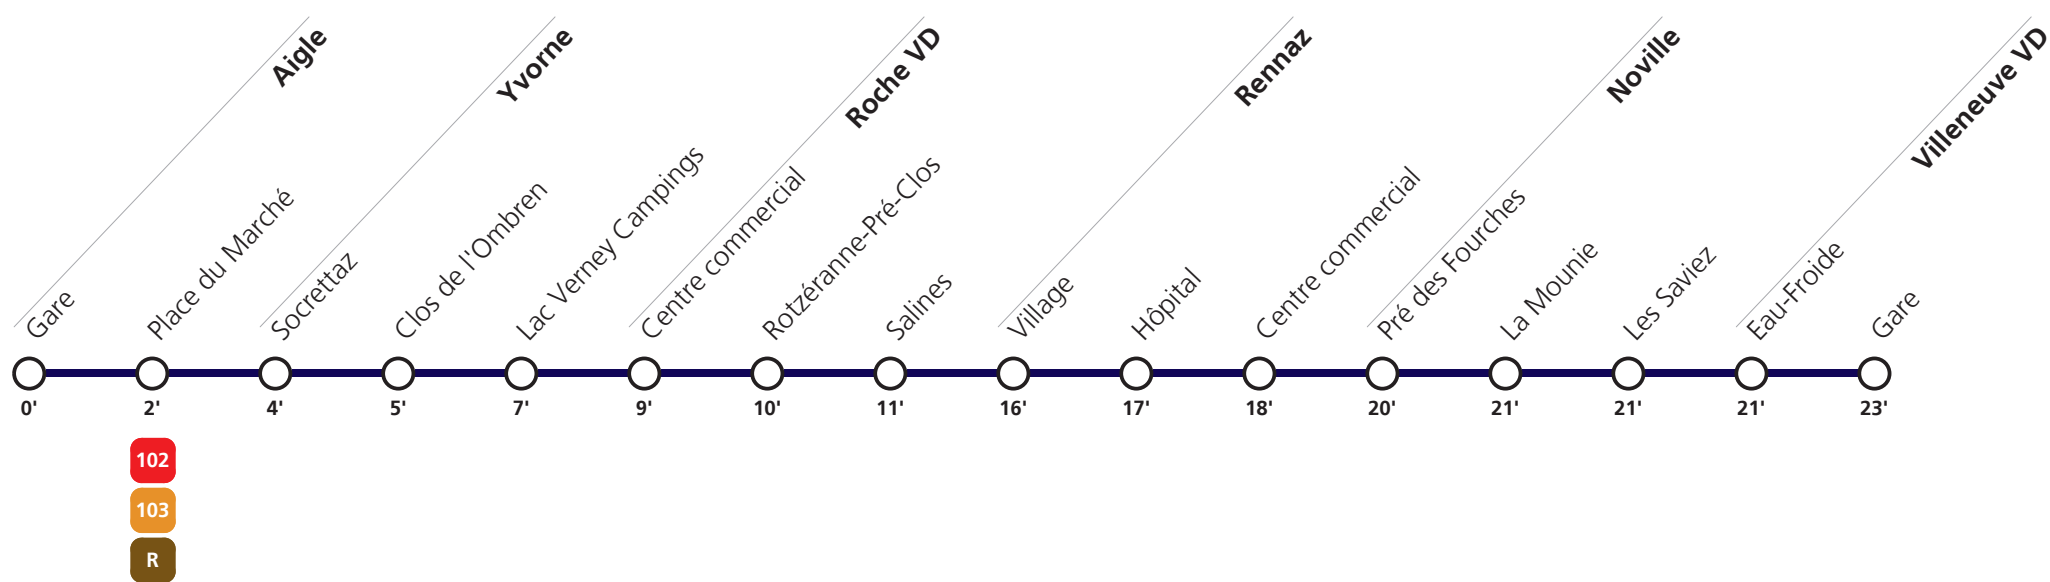 Aigle
Yvorne
Roche VD
Rennaz
Noville
Villeneuve VD
Gare
Place du Marché
Socrettaz
Clos de l'Ombren
Lac Verney Campings
Centre commercial
Rotzéranne-Pré-Clos
Salines
Village
Hôpital
Centre commercial
Pré des Fourches
La Mounie
Les Saviez
Eau-Froide
Gare
0' 2' 4' 5' 7' 9' 10' 11' 16' 17' 18' 20' 21' 21' 21' 23'
102
103
R